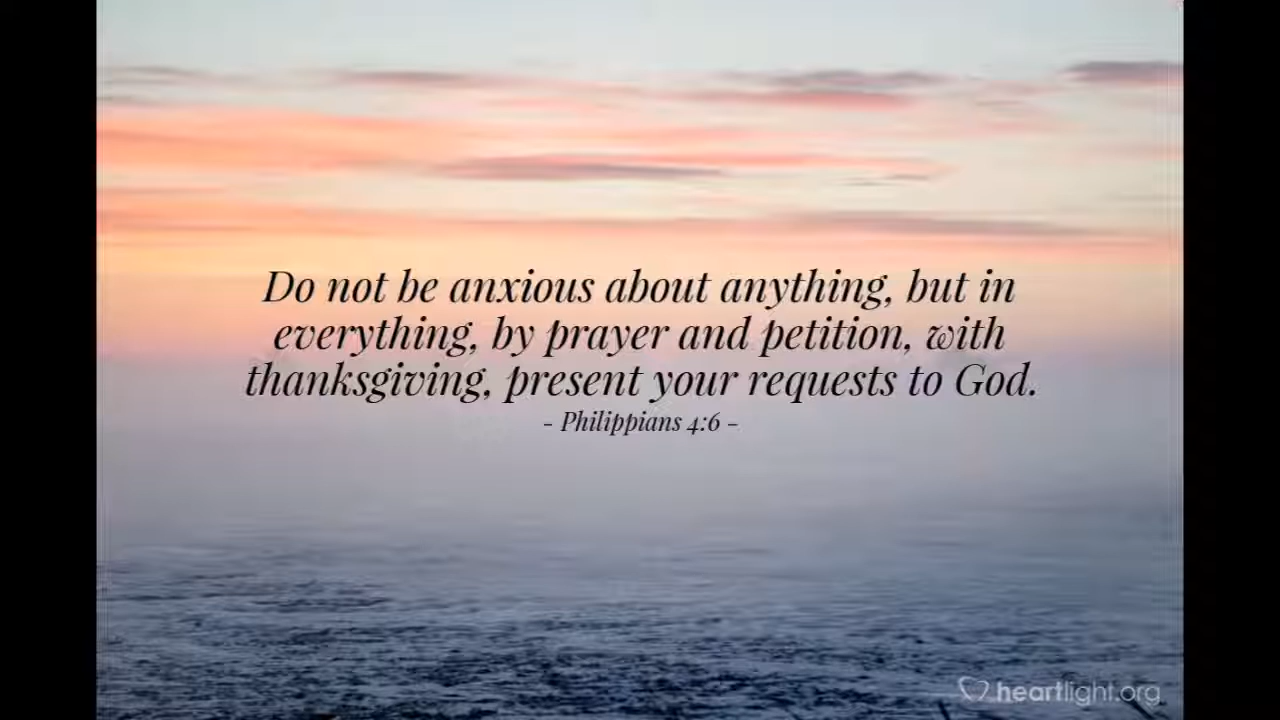 Do not be anxious about anything, but in
everything, by prayer and petition, with
thanksgiving, present your requests to God.
- Philippians 4:6 -
heartlight.org